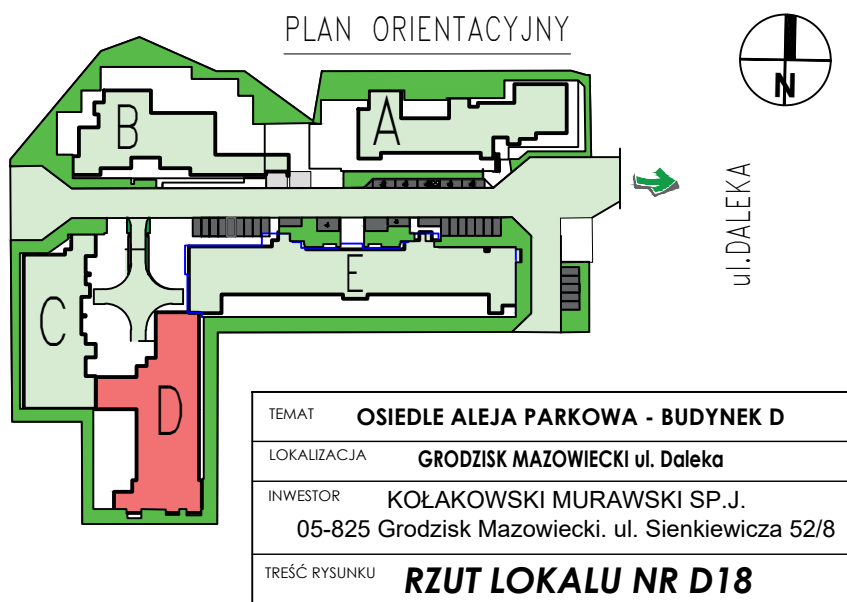 PLAN ORIENTACYJNY
N
B
A
ul.DALEKA
E
C
D
TEMAT OSIEDLE ALEJA PARKOWA - BUDYNEK D
LOKALIZACJA GRODZISK MAZOWIECKI ul. Daleka
INWESTOR KOŁAKOWSKI MURAWSKI SP.J.
05-825 Grodzisk Mazowiecki. ul. Sienkiewicza 52/8
TREŚĆ RYSUNKU RZUT LOKALU NR D18